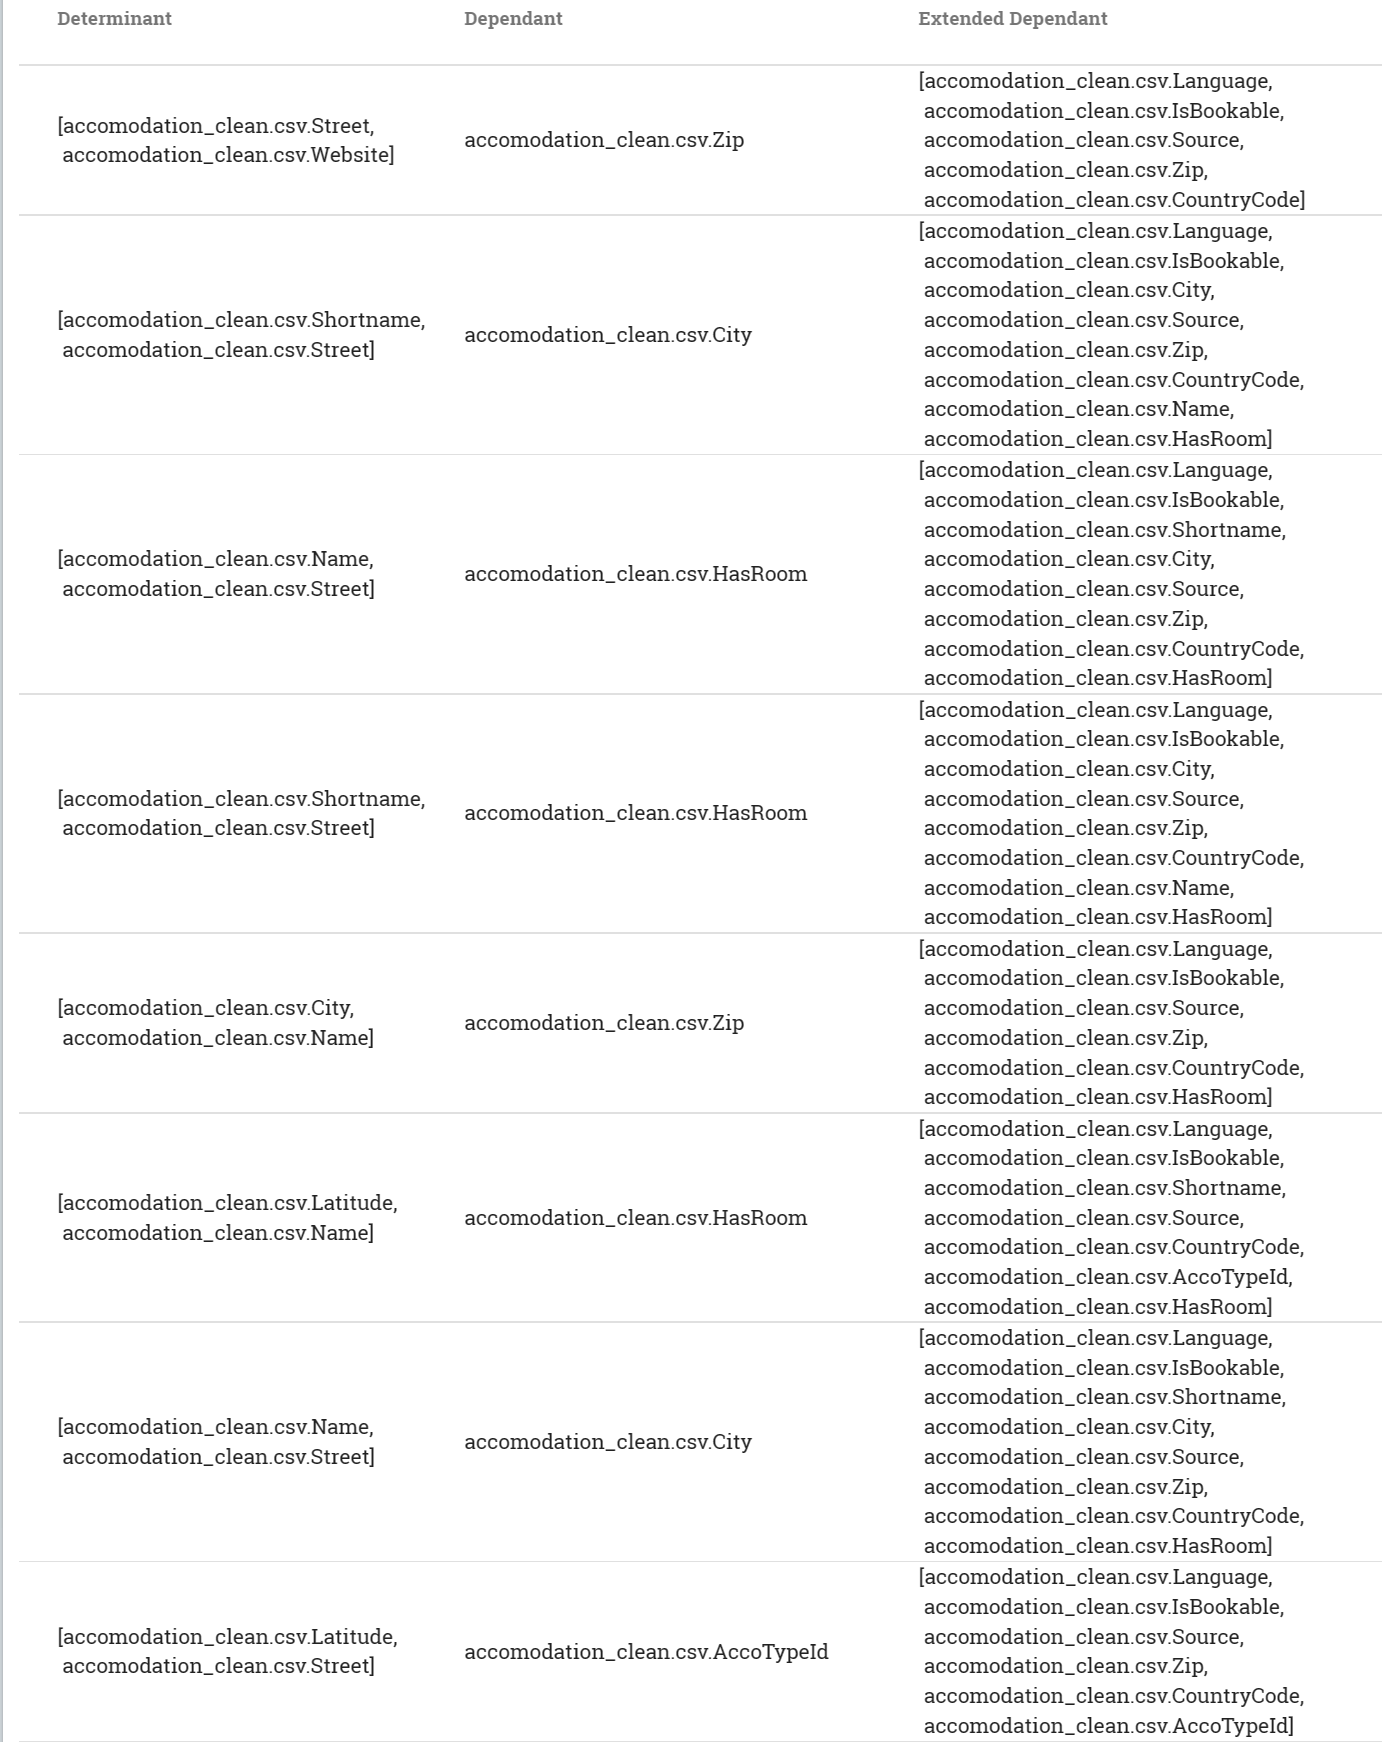 Determinant Dependant Extended Dependant
[accomodation_clean.csv.Street,
accomodation_clean.csv.Website]
accomodation_clean.csv.Zip
[accomodation_clean.csv.Language,
accomodation_clean.csv.IsBookable,
accomodation_clean.csv.Source,
accomodation_clean.csv.Zip,
accomodation_clean.csv.CountryCode]
[accomodation_clean.csv.Shortname,
accomodation_clean.csv.Street]
accomodation_clean.csv.City
[accomodation_clean.csv.Language,
accomodation_clean.csv.IsBookable,
accomodation_clean.csv.City,
accomodation_clean.csv.Source,
accomodation_clean.csv.Zip,
accomodation_clean.csv.CountryCode,
accomodation_clean.csv.Name,
accomodation_clean.csv.HasRoom]
[accomodation_clean.csv.Name,
accomodation_clean.csv.Street]
accomodation_clean.csv.HasRoom
[accomodation_clean.csv.Language,
accomodation_clean.csv.IsBookable,
accomodation_clean.csv.Shortname,
accomodation_clean.csv.City,
accomodation_clean.csv.Source,
accomodation_clean.csv.Zip,
accomodation_clean.csv.CountryCode,
accomodation_clean.csv.HasRoom]
[accomodation_clean.csv.Shortname,
accomodation_clean.csv.Street]
accomodation_clean.csv.HasRoom
[accomodation_clean.csv.Language,
accomodation_clean.csv.IsBookable,
accomodation_clean.csv.City,
accomodation_clean.csv.Source,
accomodation_clean.csv.Zip,
accomodation_clean.csv.CountryCode,
accomodation_clean.csv.Name,
accomodation_clean.csv.HasRoom]
[accomodation_clean.csv.City,
accomodation_clean.csv.Name]
accomodation_clean.csv.Zip
[accomodation_clean.csv.Language,
accomodation_clean.csv.IsBookable,
accomodation_clean.csv.Source,
accomodation_clean.csv.Zip,
accomodation_clean.csv.CountryCode,
accomodation_clean.csv.HasRoom]
[accomodation_clean.csv.Latitude,
accomodation_clean.csv.Name]
accomodation_clean.csv.HasRoom
[accomodation_clean.csv.Language,
accomodation_clean.csv.IsBookable,
accomodation_clean.csv.Shortname,
accomodation_clean.csv.Source,
accomodation_clean.csv.CountryCode,
accomodation_clean.csv.AccoTypeId,
accomodation_clean.csv.HasRoom]
[accomodation_clean.csv.Name,
accomodation_clean.csv.Street]
accomodation_clean.csv.City
[accomodation_clean.csv.Language,
accomodation_clean.csv.IsBookable,
accomodation_clean.csv.Shortname,
accomodation_clean.csv.City,
accomodation_clean.csv.Source,
accomodation_clean.csv.Zip,
accomodation_clean.csv.CountryCode,
accomodation_clean.csv.HasRoom]
[accomodation_clean.csv.Latitude,
accomodation_clean.csv.Street]
accomodation_clean.csv.AccoTypeId
[accomodation_clean.csv.Language,
accomodation_clean.csv.IsBookable,
accomodation_clean.csv.Source,
accomodation_clean.csv.Zip,
accomodation_clean.csv.CountryCode,
accomodation_clean.csv.AccoTypeId]